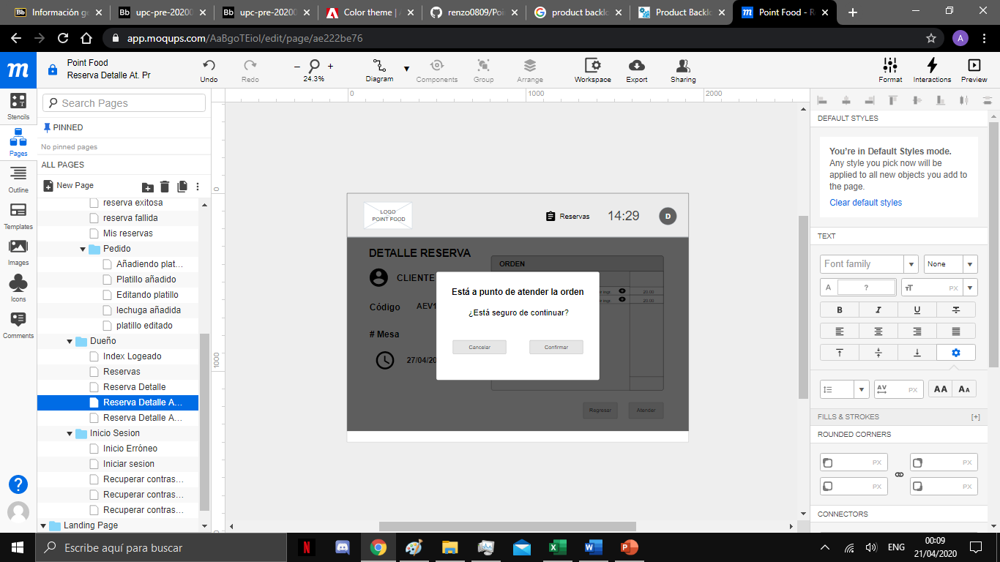 Información ge
upc-pre-20200
upc-pre-20200
Color theme | A
renzo0809/Poi
product backlo
Product Backlo
Point Food - R
app.moqups.com/AaBgoTEiol/edit/page/ae222be76
A
Point Food
Reserva Detalle At. Pr
Undo
Redo
24.3%
Diagram
Components
Group
Arrange
Workspace
Export
Sharing
Format
Interactions
Preview
Stencils
Pages
Outline
Templates
Images
Icons
Comments
Search Pages
PINNED
No pinned pages
ALL PAGES
New Page
reserva exitosa
reserva fallida
Mis reservas
Pedido
Añadiendo plat...
Platillo añadido
Editando platillo
lechuga añadida
platillo editado
Dueño
Index Logeado
Reservas
Reserva Detalle
Reserva Detalle A...
Reserva Detalle A...
Inicio Sesion
Inicio Erróneo
Iniciar sesion
Recuperar contras...
Recuperar contras...
Recuperar contras...
Landing Page
0
1000
2000
0
1000
LOGO
POINT FOOD
Reservas
14:29
D
DETALLE RESERVA
ORDEN
CLIENTE
Código
AEV1
# Mesa
27/04/20
20.00
20.00
Está a punto de atender la orden
¿Está seguro de continuar?
Cancelar
Confirmar
Regresar
Atender
DEFAULT STYLES
You're in Default Styles mode.
Any style you pick now will be
applied to all new objects you add to
the page.
Clear default styles
TEXT
Font family
None
A
?
PX
B I U
PX
AA AA
FILLS & STROKES [+]
ROUNDED CORNERS
PX
PX
PX
PX
CONNECTORS
Escribe aquí para buscar
ENG
00:09
21/04/2020